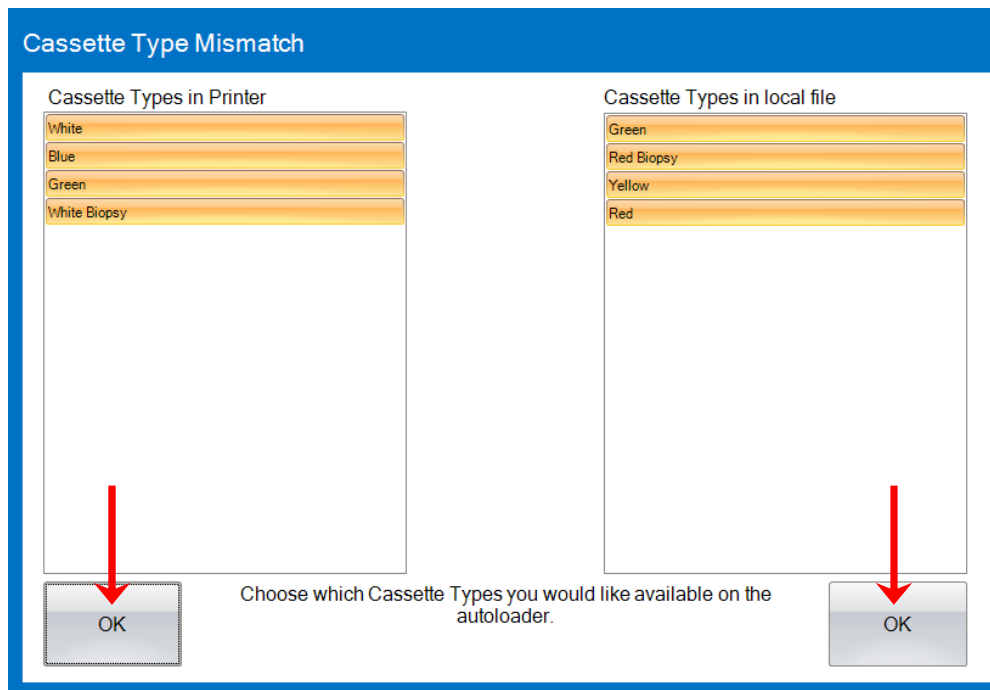 Cassette Type Mismatch
Cassette Types in Printer
White
Blue
Green
White Biopsy
Cassette Types in local file
Green
Red Biopsy
Yellow
Red
OK
Choose which Cassette Types you would like available on the
autoloader.
OK